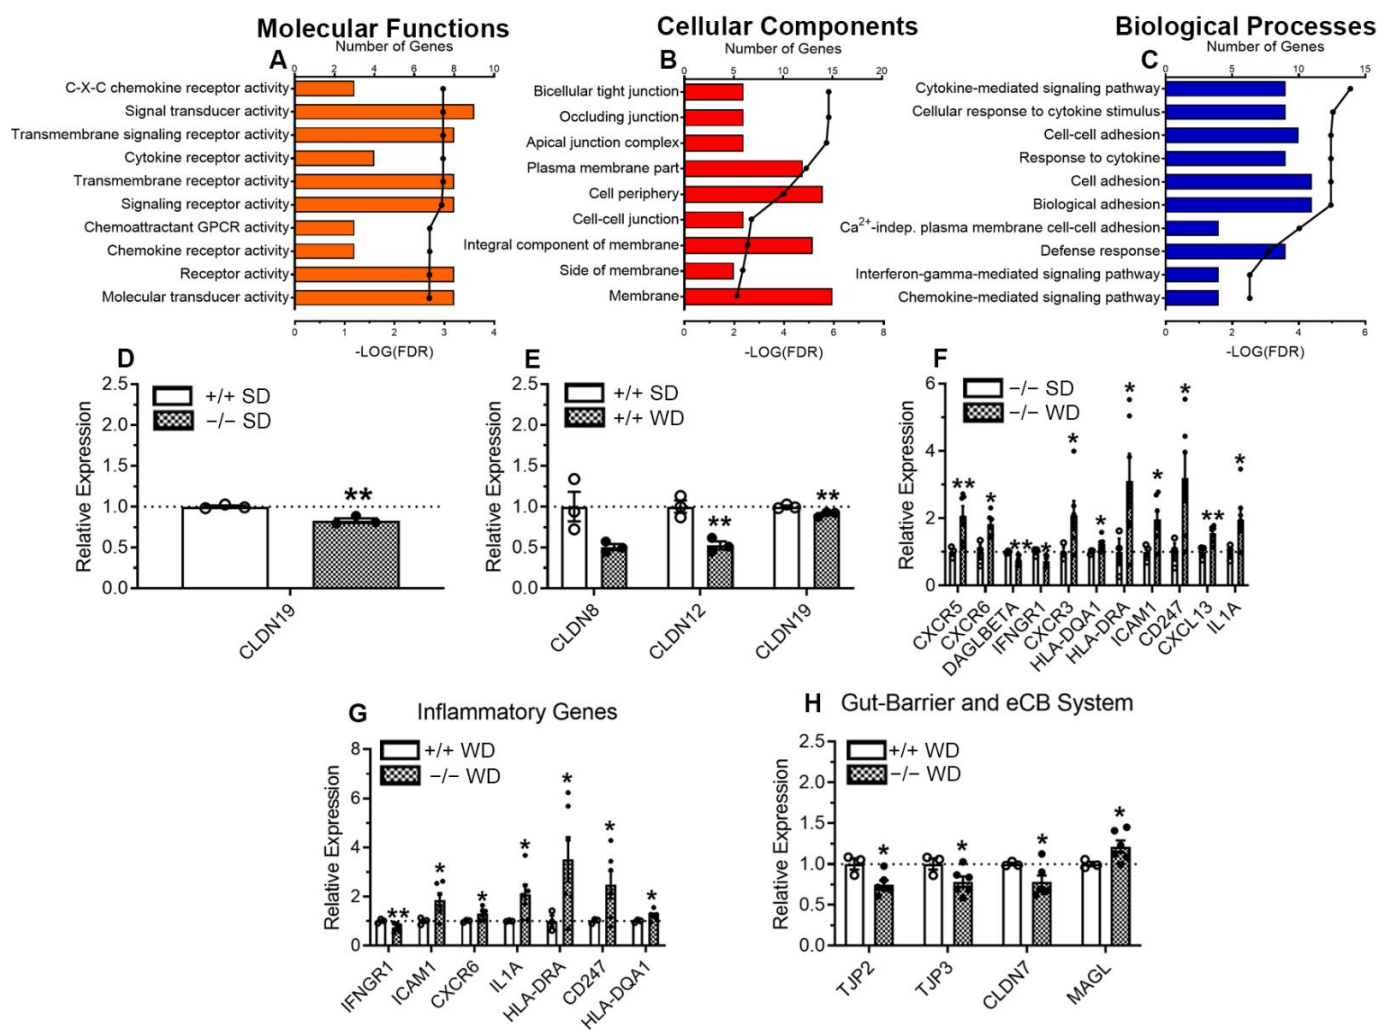 Molecular Functions
Cellular Components
Biological Processes
A
Number of Genes
0 2 4 6 8 10
C-X-C chemokine receptor activity
Signal transducer activity
Transmembrane signaling receptor activity
Cytokine receptor activity
Transmembrane receptor activity
Signaling receptor activity
Chemoattractant GPCR activity
Chemokine receptor activity
Receptor activity
Molecular transducer activity
0 1 2 3 4
-LOG(FDR)
B
Number of Genes
0 5 10 15 20
Bicellular tight junction
Occluding junction
Apical junction complex
Plasma membrane part
Cell periphery
Cell-cell junction
Integral component of membrane
Side of membrane
Membrane
0 2 4 6 8
-LOG(FDR)
C
Number of Genes
0 5 10 15
Cytokine-mediated signaling pathway
Cellular response to cytokine stimulus
Cell-cell adhesion
Response to cytokine
Cell adhesion
Biological adhesion
Ca2+-indep. plasma membrane cell-cell adhesion
Defense response
Interferon-gamma-mediated signaling pathway
Chemokine-mediated signaling pathway
0 2 4 6
-LOG(FDR)
D
+/+ SD
−/− SD
Relative Expression
2.5
2.0
1.5
1.0
0.5
0.0
**
CLDN19
E
+/+ SD
+/+ WD
Relative Expression
2.5
2.0
1.5
1.0
0.5
0.0
** **
CLDN8 CLDN12 CLDN19
F
−/− SD
−/− WD
Relative Expression
6
4
2
0
** * ** * * * * * * ** *
CXCR5 CXCR6 DAGLBETA IFNGR1 CXCR3 HLA-DQA1 HLA-DRA ICAM1 CD247 CXCL13 IL1A
G
Inflammatory Genes
+/+ WD
−/− WD
Relative Expression
8
6
4
2
0
** * * * * * *
IFNGR1 ICAM1 CXCR6 IL1A HLA-DRA CD247 HLA-DQA1
H
Gut-Barrier and eCB System
+/+ WD
−/− WD
Relative Expression
2.5
2.0
1.5
1.0
0.5
0.0
* * * *
TJP2 TJP3 CLDN7 MAGL